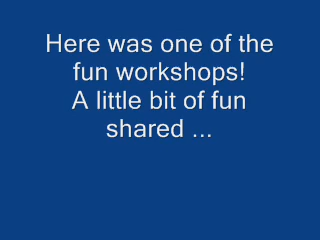 Here was one of the
fun workshops!
A little bit of fun
shared ...